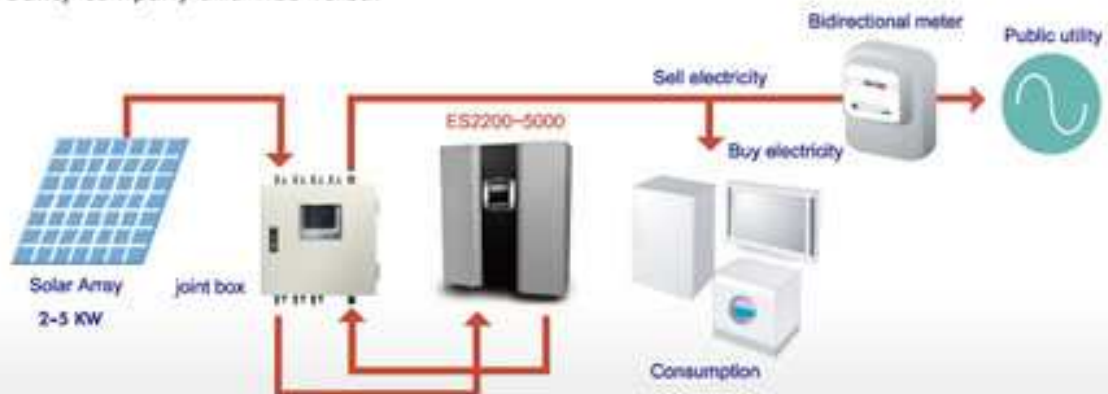 Bidirectional meter
Public utility
Sell electricity
ES2200-5000
Buy electricity
Solar Array
joint box
2-5 KW
Consumption